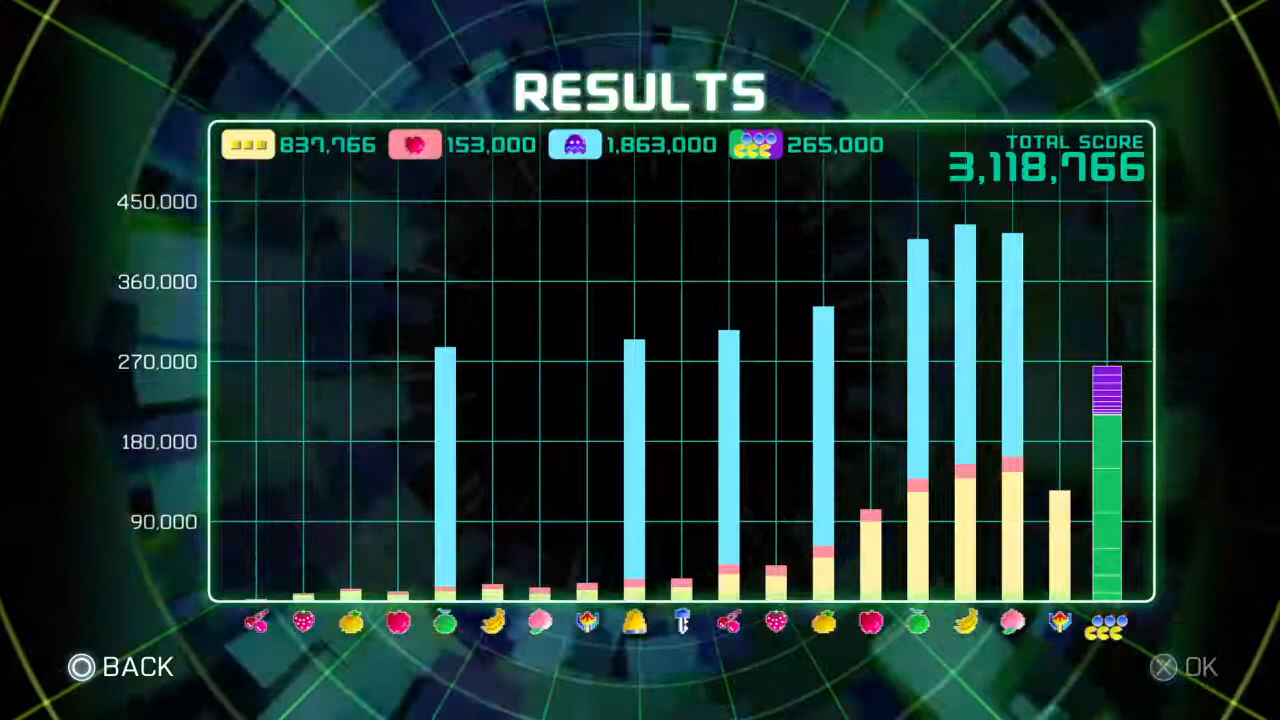 RESULTS
837,766 153,000 1,863,000 265,000
TOTAL SCORE
3,118,766
450,000
360,000
270,000
180,000
90,000
BACK
OK